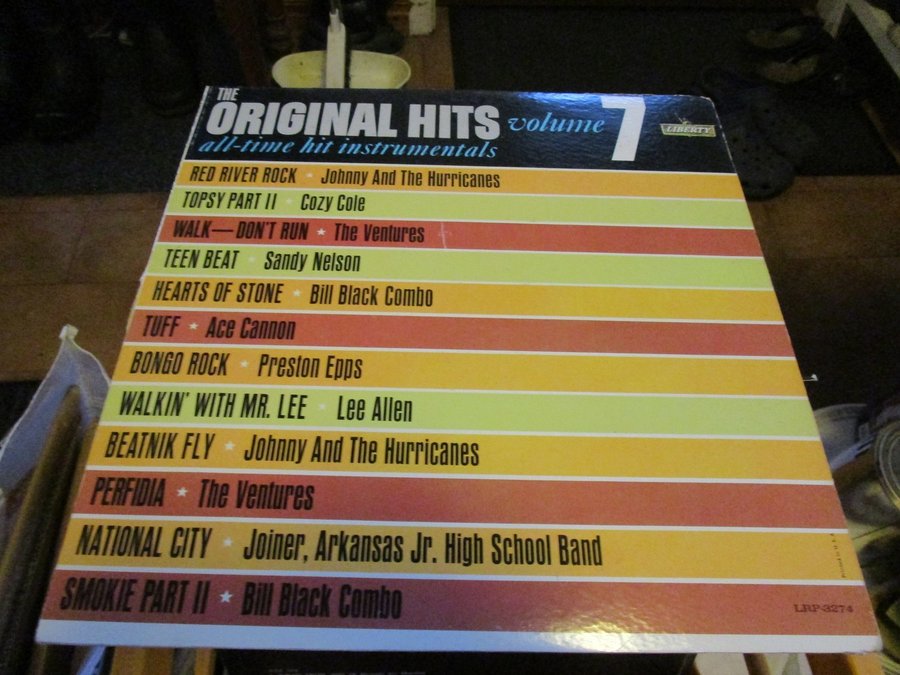 THE
ORIGINAL HITS volume 7
all-time hit instrumentals
LIBERTY
RED RIVER ROCK ★ Johnny And The Hurricanes
TOPSY PART II ★ Cozy Cole
WALK—DON'T RUN ★ The Ventures
TEEN BEAT ★ Sandy Nelson
HEARTS OF STONE ★ Bill Black Combo
TUFF ★ Ace Cannon
BONGO ROCK ★ Preston Epps
WALKIN' WITH MR. LEE ★ Lee Allen
BEATNIK FLY ★ Johnny And The Hurricanes
PERFIDIA ★ The Ventures
NATIONAL CITY ★ Joiner, Arkansas Jr. High School Band
SMOKIE PART II ★ Bill Black Combo
LRP-3274